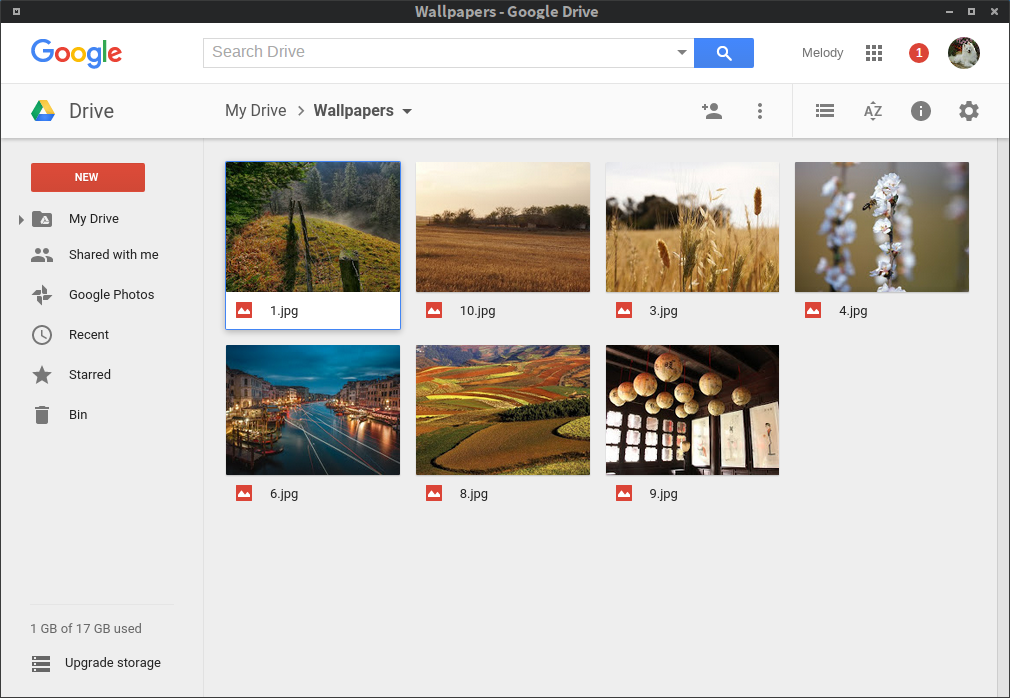 Wallpapers - Google Drive
Google
Search Drive
Melody
1
Drive
My Drive > Wallpapers
AZ
NEW
My Drive
Shared with me
Google Photos
Recent
Starred
Bin
1.jpg
10.jpg
3.jpg
4.jpg
6.jpg
8.jpg
9.jpg
1 GB of 17 GB used
Upgrade storage